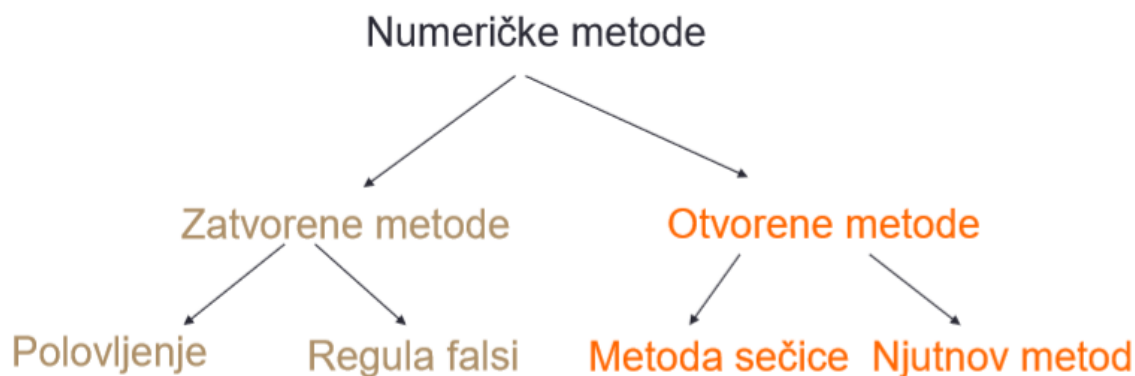 Numeričke metode
Zatvorene metode
Otvorene metode
Polovljenje
Regula falsi
Metoda sečice
Njutnov metod